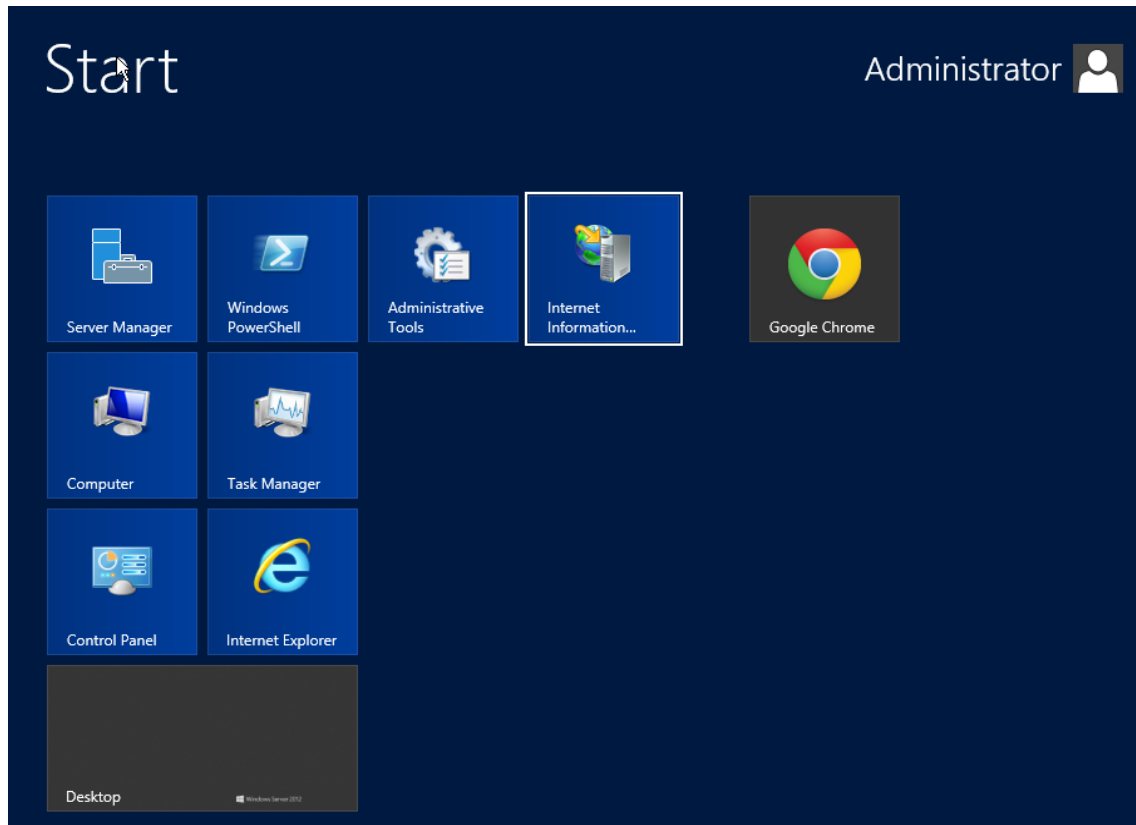 Start
Administrator
Server Manager
Windows
PowerShell
Administrative
Tools
Internet
Information...
Google Chrome
Computer
Task Manager
Control Panel
Internet Explorer
Desktop
Windows Server 2012